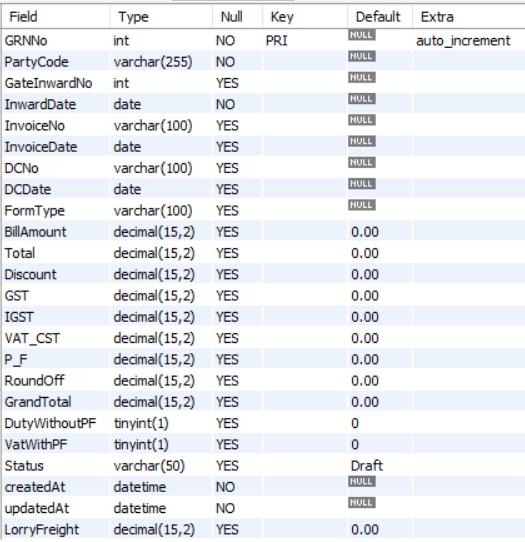 Field Type Null Key Default Extra
GRNNo int NO PRI NULL auto_increment
PartyCode varchar(255) NO NULL
GateInwardNo int YES NULL
InwardDate date NO NULL
InvoiceNo varchar(100) YES NULL
InvoiceDate date YES NULL
DCNo varchar(100) YES NULL
DCDate date YES NULL
FormType varchar(100) YES NULL
BillAmount decimal(15,2) YES 0.00
Total decimal(15,2) YES 0.00
Discount decimal(15,2) YES 0.00
GST decimal(15,2) YES 0.00
IGST decimal(15,2) YES 0.00
VAT_CST decimal(15,2) YES 0.00
P_F decimal(15,2) YES 0.00
RoundOff decimal(15,2) YES 0.00
GrandTotal decimal(15,2) YES 0.00
DutyWithoutPF tinyint(1) YES 0
VatWithPF tinyint(1) YES 0
Status varchar(50) YES Draft
createdAt datetime NO NULL
updatedAt datetime NO NULL
LorryFreight decimal(15,2) YES 0.00